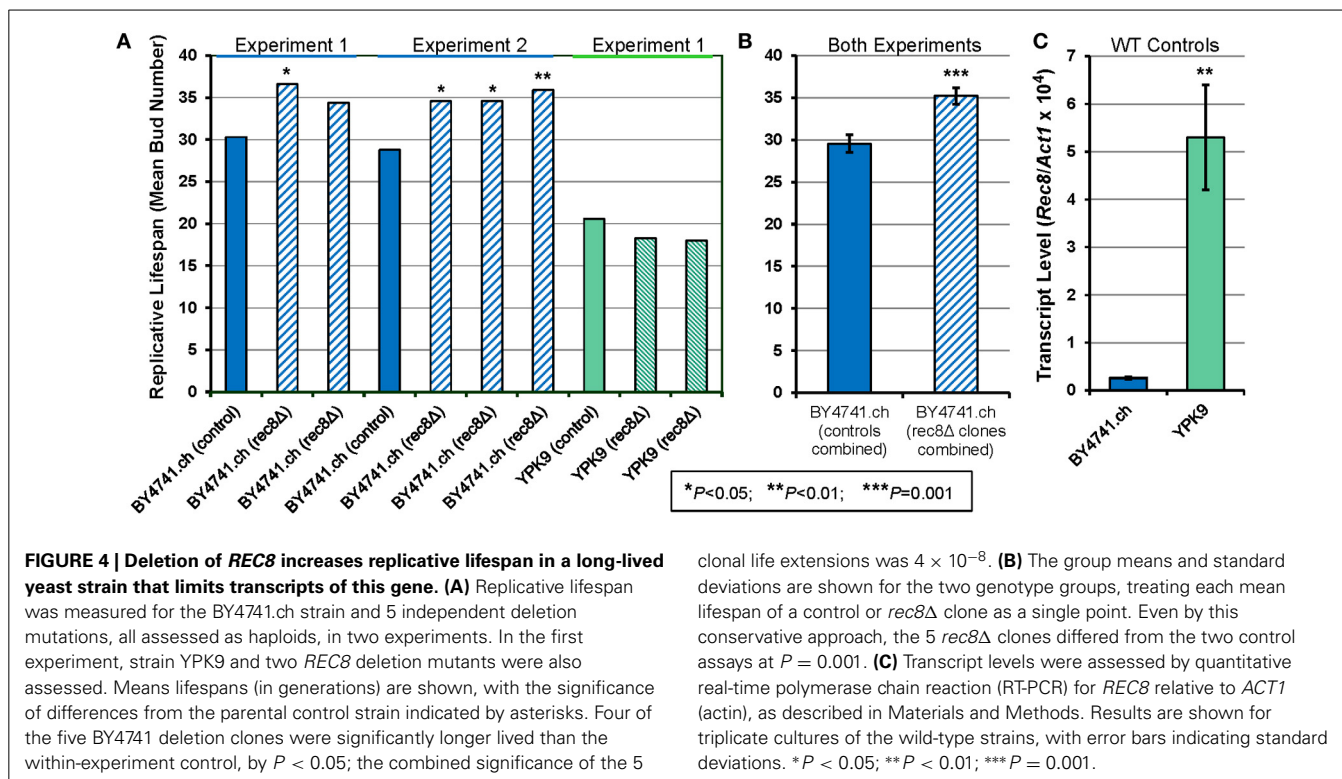 A
Experiment 1
Experiment 2
Experiment 1
Replicative Lifespan (Mean Bud Number)
40
35
30
25
20
15
10
5
0
*
*
*
**
BY4741.ch (control)
BY4741.ch (rec8Δ)
BY4741.ch (rec8Δ)
BY4741.ch (control)
BY4741.ch (rec8Δ)
BY4741.ch (rec8Δ)
BY4741.ch (rec8Δ)
YPK9 (control)
YPK9 (rec8Δ)
YPK9 (rec8Δ)
B
Both Experiments
40
35
30
25
20
15
10
5
0
***
BY4741.ch
(controls
combined)
BY4741.ch
(rec8Δ clones
combined)
C
WT Controls
Transcript Level (Rec8/Act1 x 10⁴)
7
6
5
4
3
2
1
0
**
BY4741.ch
YPK9
*P<0.05; **P<0.01; ***P=0.001
FIGURE 4 | Deletion of REC8 increases replicative lifespan in a long-lived
yeast strain that limits transcripts of this gene. (A) Replicative lifespan
was measured for the BY4741.ch strain and 5 independent deletion
mutations, all assessed as haploids, in two experiments. In the first
experiment, strain YPK9 and two REC8 deletion mutants were also
assessed. Means lifespans (in generations) are shown, with the significance
of differences from the parental control strain indicated by asterisks. Four of
the five BY4741 deletion clones were significantly longer lived than the
within-experiment control, by P < 0.05; the combined significance of the 5
clonal life extensions was 4 × 10⁻⁸. (B) The group means and standard
deviations are shown for the two genotype groups, treating each mean
lifespan of a control or rec8Δ clone as a single point. Even by this
conservative approach, the 5 rec8Δ clones differed from the two control
assays at P = 0.001. (C) Transcript levels were assessed by quantitative
real-time polymerase chain reaction (RT-PCR) for REC8 relative to ACT1
(actin), as described in Materials and Methods. Results are shown for
triplicate cultures of the wild-type strains, with error bars indicating standard
deviations. *P < 0.05; **P < 0.01; ***P = 0.001.